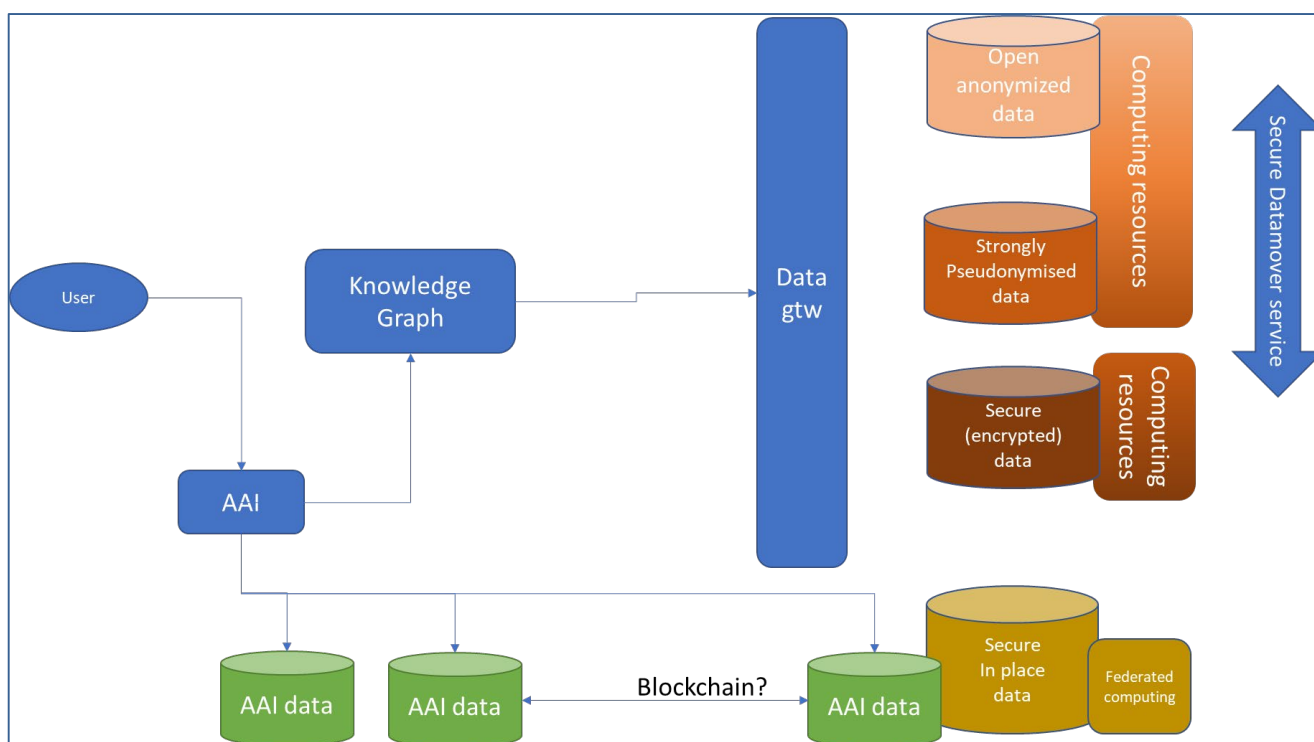 Open
anonymized
data
Computing resources
Secure Datamover service
Strongly
Pseudonymised
data
User
Knowledge
Graph
Data
gtw
Secure
(encrypted)
data
Computing
resources
AAI
Secure
In place
data
Federated
computing
AAI data
AAI data
Blockchain?
AAI data